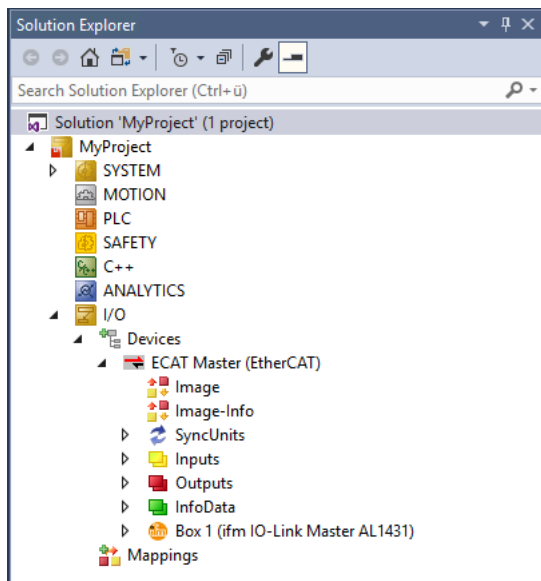 Solution Explorer
Search Solution Explorer (Ctrl+ü)
Solution 'MyProject' (1 project)
MyProject
SYSTEM
MOTION
PLC
SAFETY
C++
ANALYTICS
I/O
Devices
ECAT Master (EtherCAT)
Image
Image-Info
SyncUnits
Inputs
Outputs
InfoData
Box 1 (ifm IO-Link Master AL1431)
Mappings